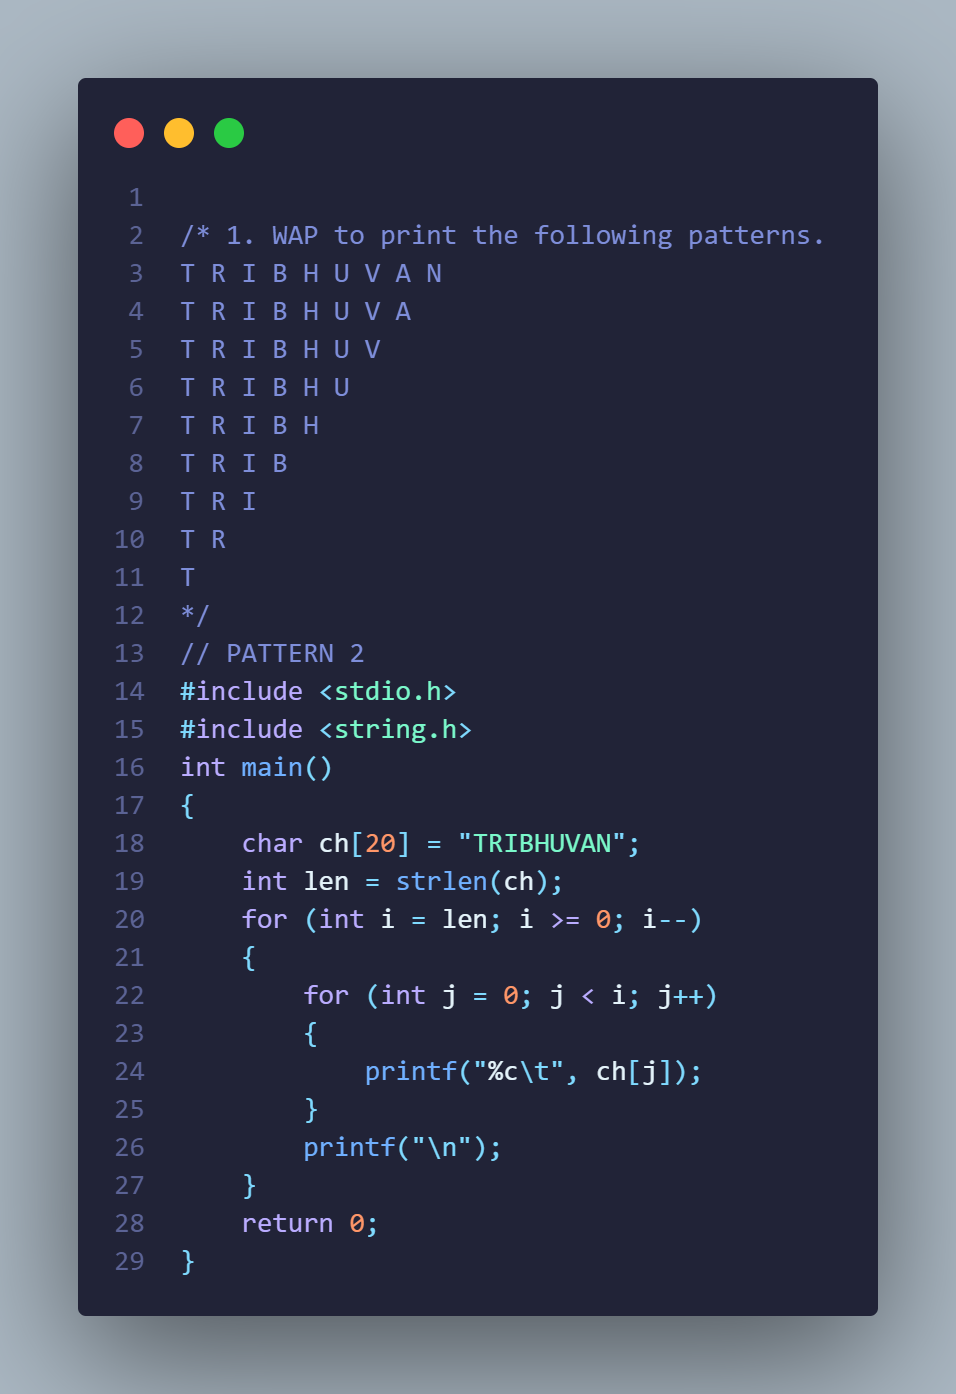 1
2 /* 1. WAP to print the following patterns.
3 T R I B H U V A N
4 T R I B H U V A
5 T R I B H U V
6 T R I B H U
7 T R I B H
8 T R I B
9 T R I
10 T R
11 T
12 */
13 // PATTERN 2
14 #include <stdio.h>
15 #include <string.h>
16 int main()
17 {
18     char ch[20] = "TRIBHUVAN";
19     int len = strlen(ch);
20     for (int i = len; i >= 0; i--)
21     {
22         for (int j = 0; j < i; j++)
23         {
24             printf("%c\t", ch[j]);
25         }
26         printf("\n");
27     }
28     return 0;
29 }